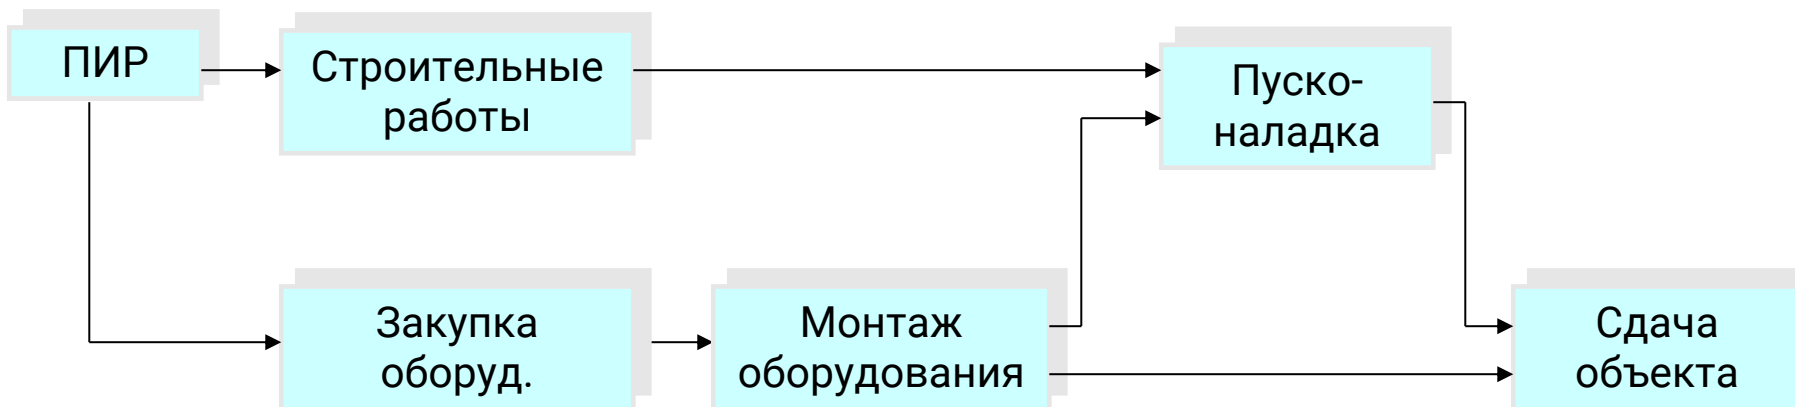 ПИР
Строительные
работы
Пуско-
наладка
Закупка
оборуд.
Монтаж
оборудования
Сдача
объекта